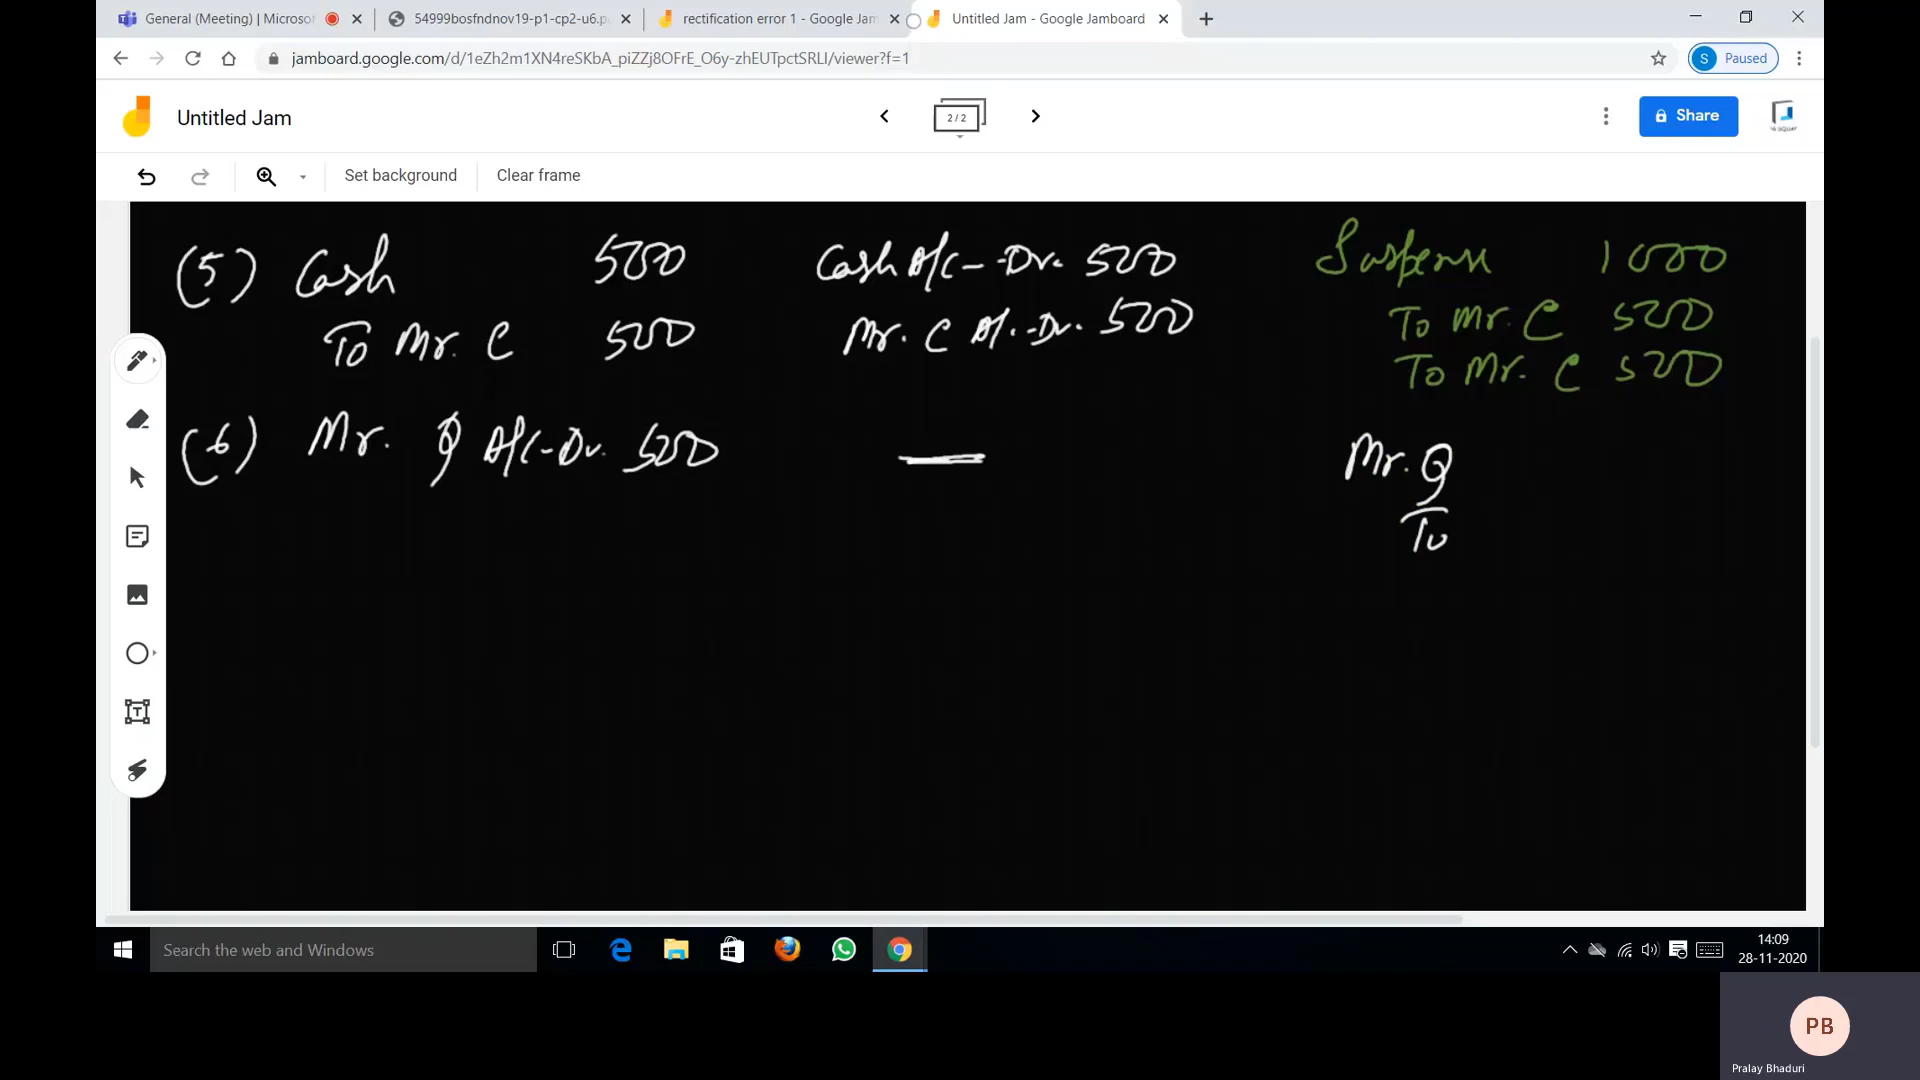 General (Meeting) | Microso
54999bosfndnov19-p1-cp2-u6.p
rectification error 1 - Google Jam
Untitled Jam - Google Jamboard
jamboard.google.com/d/1eZh2m1XN4reSKbA_piZZj8OFrE_O6y-zhEUTpctSRLI/viewer?f=1
S Paused
Untitled Jam
2 / 2
Share
Set background
Clear frame
(5) Cash 500 Cash A/c - Dr. 500 Suspense 1000
To Mr. C 500 Mr. C A/c. - Dr. 500 To Mr. C 500
To Mr. C 500
(6) Mr. Q A/c - Dr. 500 Mr. Q
To
Search the web and Windows
14:09
28-11-2020
PB
Pralay Bhaduri